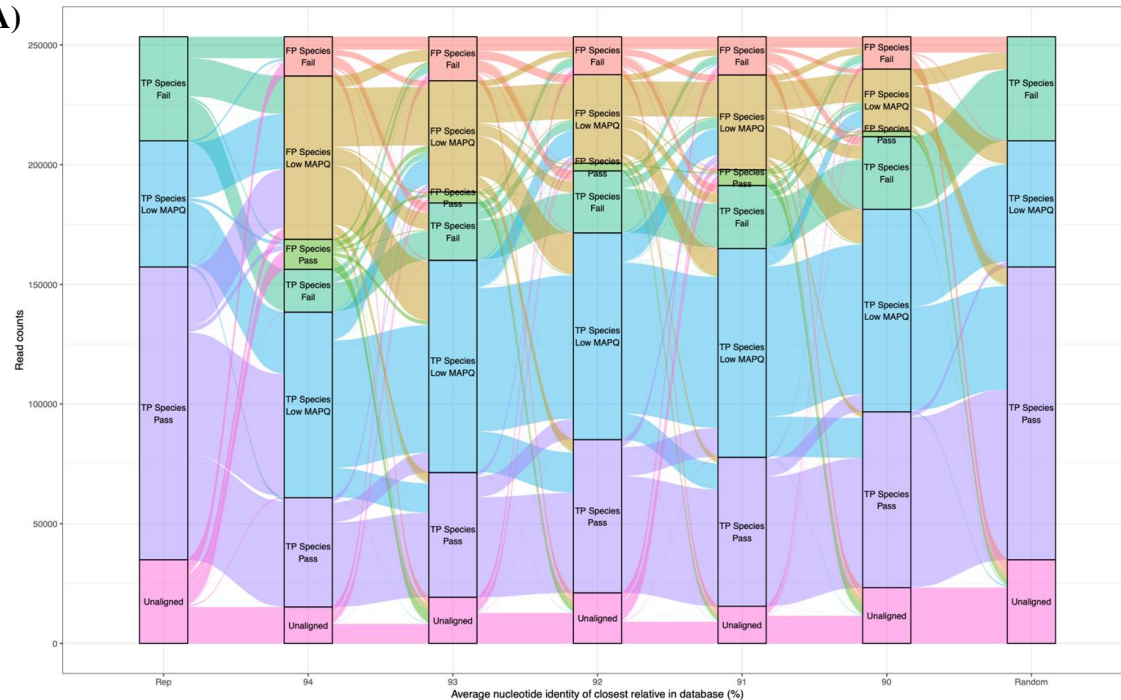 A)
Read counts
250000
200000
150000
100000
50000
0
TP Species
Fail
TP Species
Low MAPQ
TP Species
Pass
Unaligned
FP Species
Fail
FP Species
Low MAPQ
FP Species
Pass
TP Species
Fail
TP Species
Low MAPQ
TP Species
Pass
Unaligned
FP Species
Fail
FP Species
Low MAPQ
FP Species
Pass
TP Species
Fail
TP Species
Low MAPQ
TP Species
Pass
Unaligned
FP Species
Fail
FP Species
Low MAPQ
FP Species
Pass
TP Species
Fail
TP Species
Low MAPQ
TP Species
Pass
Unaligned
FP Species
Fail
FP Species
Low MAPQ
FP Species
Pass
TP Species
Fail
TP Species
Low MAPQ
TP Species
Pass
Unaligned
FP Species
Fail
FP Species
Low MAPQ
FP Species
Pass
TP Species
Fail
TP Species
Low MAPQ
TP Species
Pass
Unaligned
TP Species
Fail
TP Species
Low MAPQ
TP Species
Pass
Unaligned
Rep 94 93 92 91 90 Random
Average nucleotide identity of closest relative in database (%)